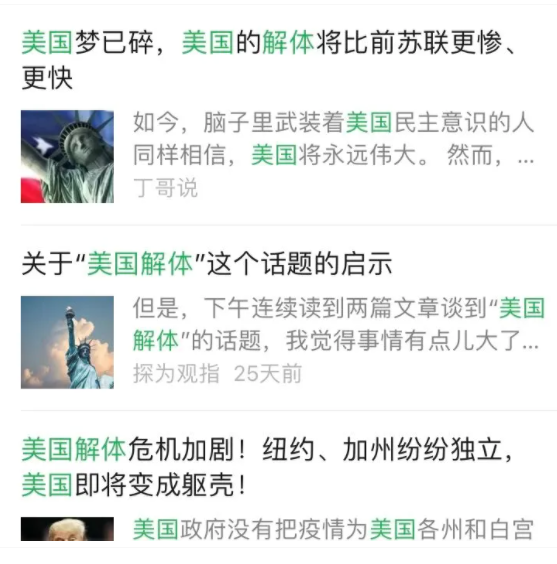 美国梦已碎，美国的解体将比前苏联更惨、
更快
如今，脑子里武装着美国民主意识的人
同样相信，美国将永远伟大。 然而，...
丁哥说
关于“美国解体”这个话题的启示
但是，下午连续读到两篇文章谈到“美国
解体”的话题，我觉得事情有点儿大了...
探为观指 25天前
美国解体危机加剧！纽约、加州纷纷独立，
美国即将变成躯壳！
美国政府没有把疫情为美国各州和白宫